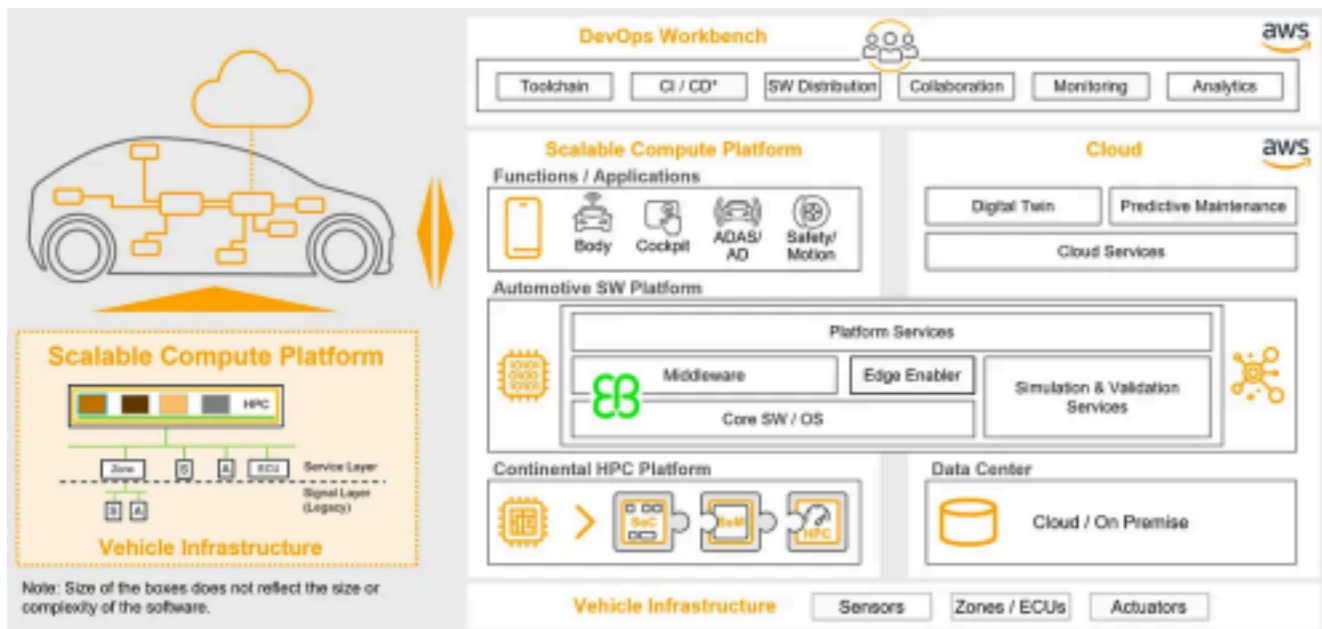 DevOps Workbench
aws
Toolchain
CI / CD*
SW Distribution
Collaboration
Monitoring
Analytics
Scalable Compute Platform
Functions / Applications
Body
Cockpit
ADAS/
AD
Safety/
Motion
Cloud
aws
Digital Twin
Predictive Maintenance
Cloud Services
Automotive SW Platform
Platform Services
Middleware
Edge Enabler
Simulation & Validation
Services
EB
Core SW / OS
Continental HPC Platform
SoC
SoM
HPC
Data Center
Cloud / On Premise
Vehicle Infrastructure
Sensors
Zones / ECUs
Actuators
Scalable Compute Platform
HPC
Zone
S
A
ECU
Service Layer
Signal Layer
(Legacy)
S
A
Vehicle Infrastructure
Note: Size of the boxes does not reflect the size or
complexity of the software.